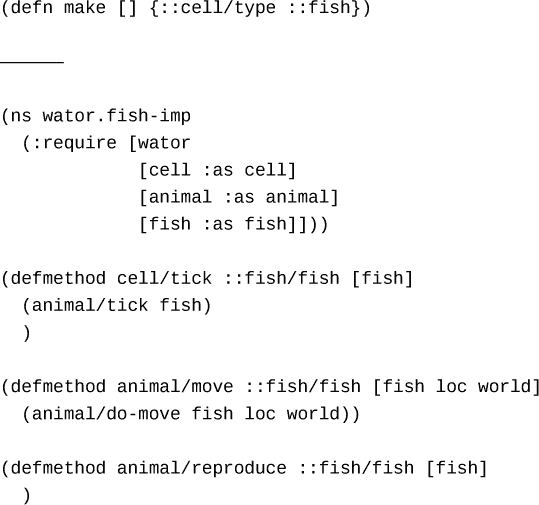 (defn make [] {::cell/type ::fish})
(ns wator.fish-imp
  (:require [wator
             [cell :as cell]
             [animal :as animal]
             [fish :as fish]]))
(defmethod cell/tick ::fish/fish [fish]
  (animal/tick fish)
  )
(defmethod animal/move ::fish/fish [fish loc world]
  (animal/do-move fish loc world))
(defmethod animal/reproduce ::fish/fish [fish]
  )